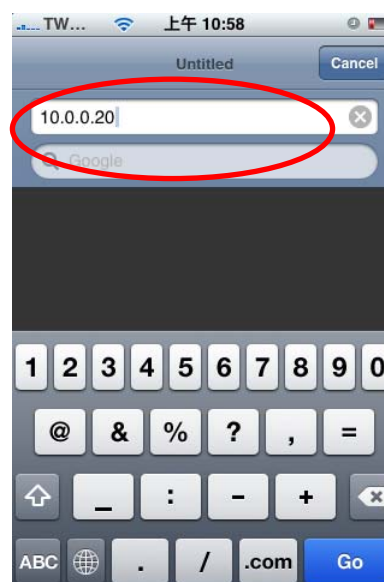 TW... 上午 10:58
Untitled Cancel
10.0.0.20
Google
1 2 3 4 5 6 7 8 9 0
@ & % ? , =
_ : - +
ABC . / .com Go